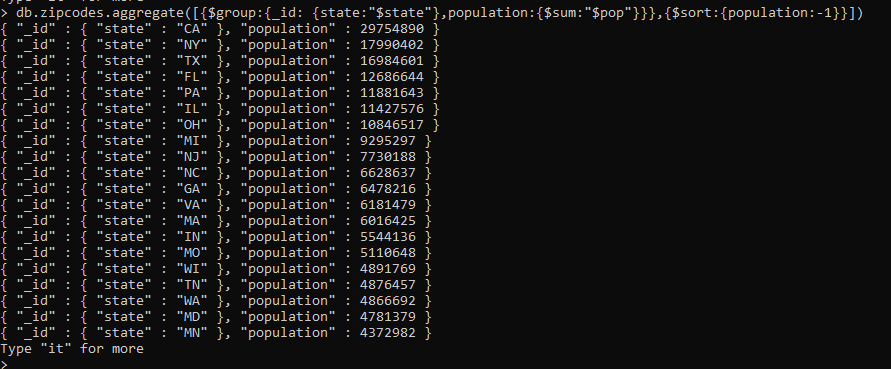 Type "it" for more
> db.zipcodes.aggregate([{$group:{_id: {state:"$state"},population:{$sum:"$pop"}}},{$sort:{population:-1}}])
{ "_id" : { "state" : "CA" }, "population" : 29754890 }
{ "_id" : { "state" : "NY" }, "population" : 17990402 }
{ "_id" : { "state" : "TX" }, "population" : 16984601 }
{ "_id" : { "state" : "FL" }, "population" : 12686644 }
{ "_id" : { "state" : "PA" }, "population" : 11881643 }
{ "_id" : { "state" : "IL" }, "population" : 11427576 }
{ "_id" : { "state" : "OH" }, "population" : 10846517 }
{ "_id" : { "state" : "MI" }, "population" : 9295297 }
{ "_id" : { "state" : "NJ" }, "population" : 7730188 }
{ "_id" : { "state" : "NC" }, "population" : 6628637 }
{ "_id" : { "state" : "GA" }, "population" : 6478216 }
{ "_id" : { "state" : "VA" }, "population" : 6181479 }
{ "_id" : { "state" : "MA" }, "population" : 6016425 }
{ "_id" : { "state" : "IN" }, "population" : 5544136 }
{ "_id" : { "state" : "MO" }, "population" : 5110648 }
{ "_id" : { "state" : "WI" }, "population" : 4891769 }
{ "_id" : { "state" : "TN" }, "population" : 4876457 }
{ "_id" : { "state" : "WA" }, "population" : 4866692 }
{ "_id" : { "state" : "MD" }, "population" : 4781379 }
{ "_id" : { "state" : "MN" }, "population" : 4372982 }
Type "it" for more
>